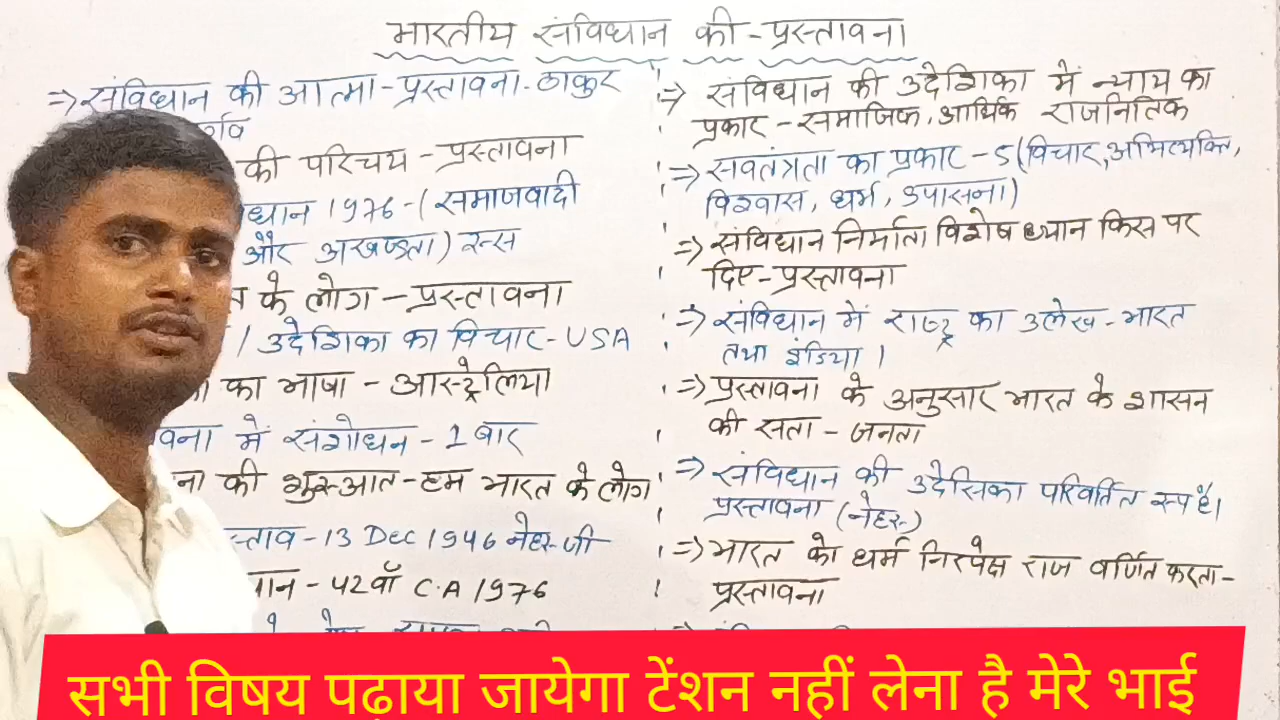 भारतीय संविधान की - प्रस्तावना
⇒ संविधान की आत्मा - प्रस्तावना - ठाकुर
र्गव
की परिचय - प्रस्तावना
धान 1976 - (समाजवादी
और अखण्डता) रूस
के लोग - प्रस्तावना
/ उदेशिका का विचार - USA
का भाषा - आस्ट्रेलिया
वना में संशोधन - 1 बार
ना की शुरुआत - हम भारत के लोग
स्ताव - 13 Dec 1946 नेहरु जी
धान - 42वाँ C.A 1976
⇒ संविधान की उदेशिका में न्याय का
प्रकार - समाजिक, आर्थिक राजनितिक
⇒ सवतंत्रता का प्रकार - 5 (विचार, अभिव्यक्ति,
विश्वास, धर्म, उपासना)
⇒ संविधान निर्माता विशेष ध्यान किस पर
दिए - प्रस्तावना
⇒ संविधान में राष्ट्र का उलेख - भारत
तथा इंडिया।
⇒ प्रस्तावना के अनुसार भारत के शासन
की सता - जनता
⇒ संविधान की उदेसिका परिवर्तित रुप है।
प्रस्तावना (नेहरु)
⇒ भारत को धर्म निरपेक्ष राज वर्णित करता -
प्रस्तावना
सभी विषय पढ़ाया जायेगा टेंशन नहीं लेना है मेरे भाई